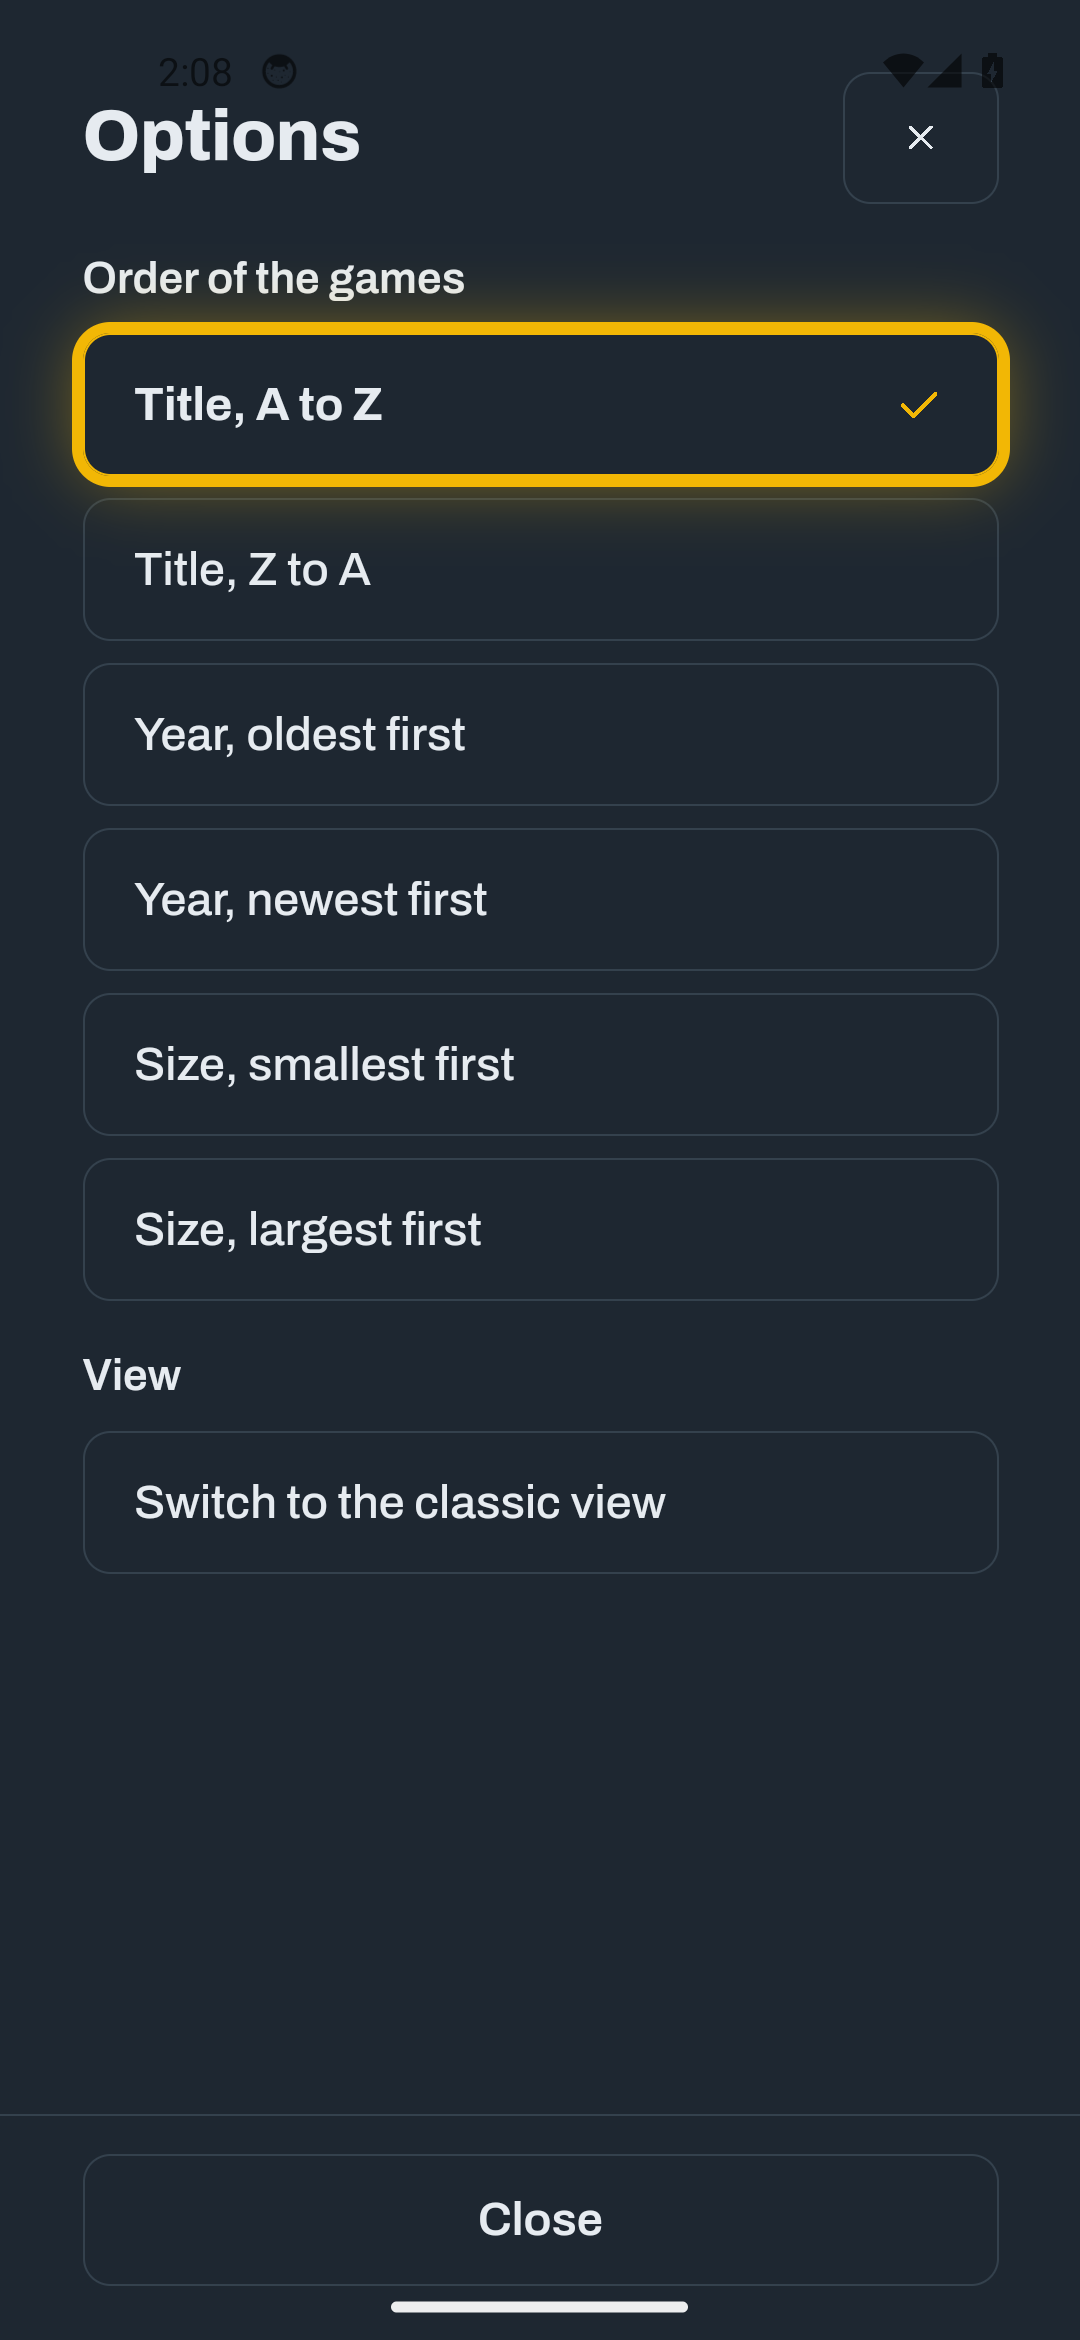 2:08
Options
Order of the games
Title, A to Z
Title, Z to A
Year, oldest first
Year, newest first
Size, smallest first
Size, largest first
View
Switch to the classic view
Close